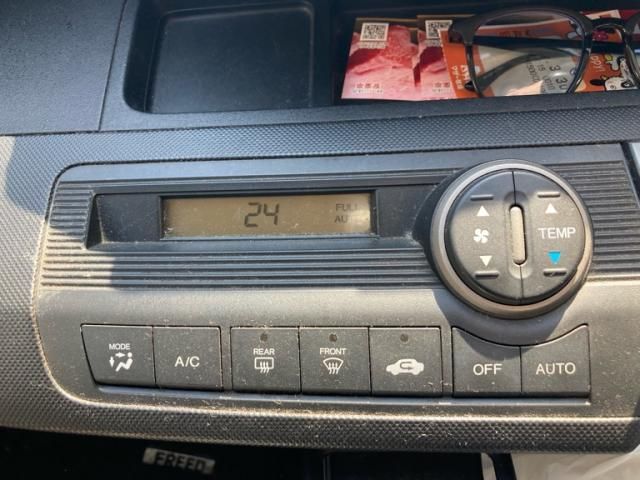 24
FULL
AUTO
TEMP
MODE
A/C
REAR
FRONT
OFF
AUTO
FREED